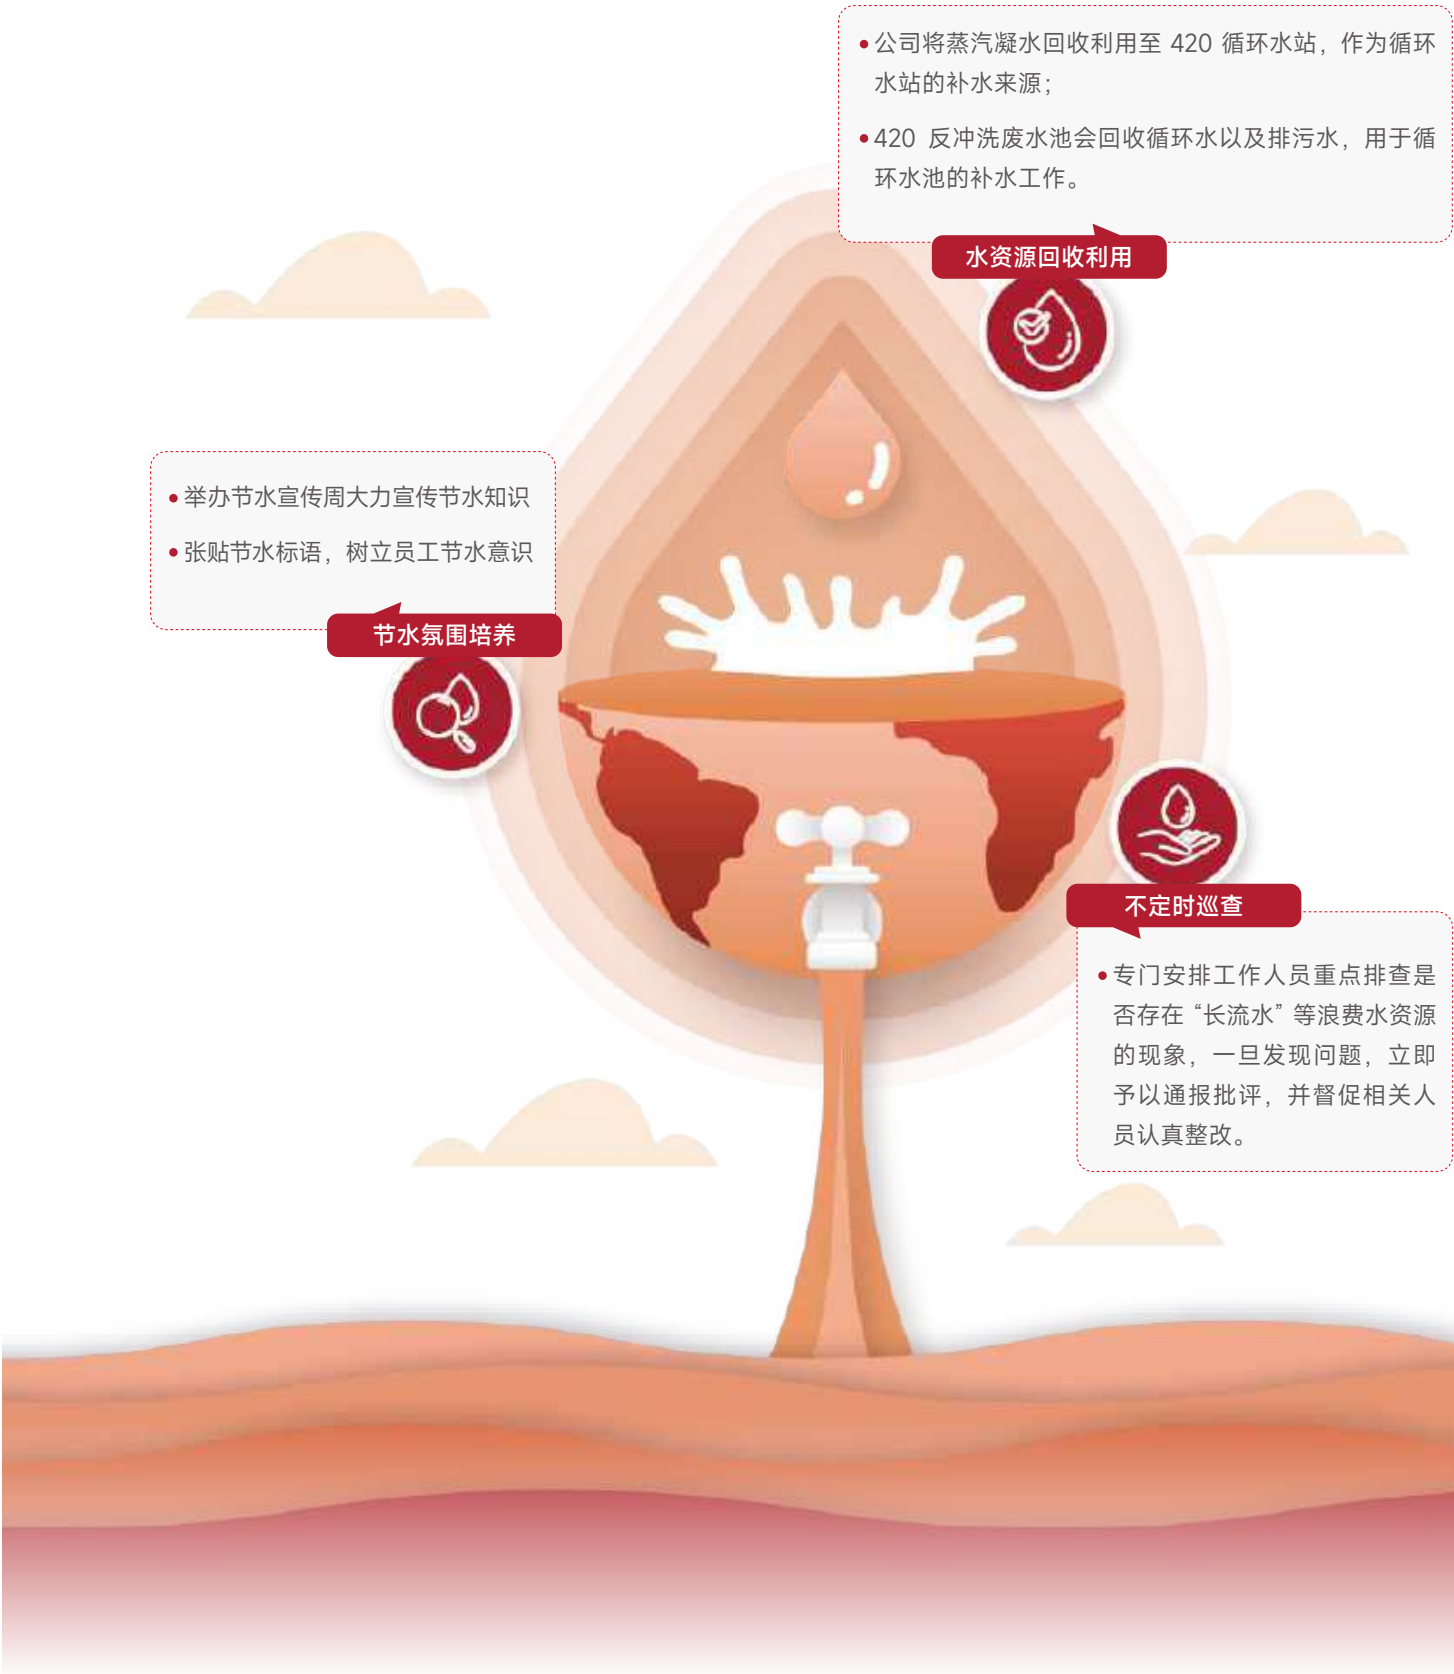 • 公司将蒸汽凝水回收利用至 420 循环水站，作为循环
水站的补水来源；
• 420 反冲洗废水池会回收循环水以及排污水，用于循
环水池的补水工作。
水资源回收利用
• 举办节水宣传周大力宣传节水知识
• 张贴节水标语，树立员工节水意识
节水氛围培养
不定时巡查
• 专门安排工作人员重点排查是
否存在 “长流水” 等浪费水资源
的现象，一旦发现问题，立即
予以通报批评，并督促相关人
员认真整改。